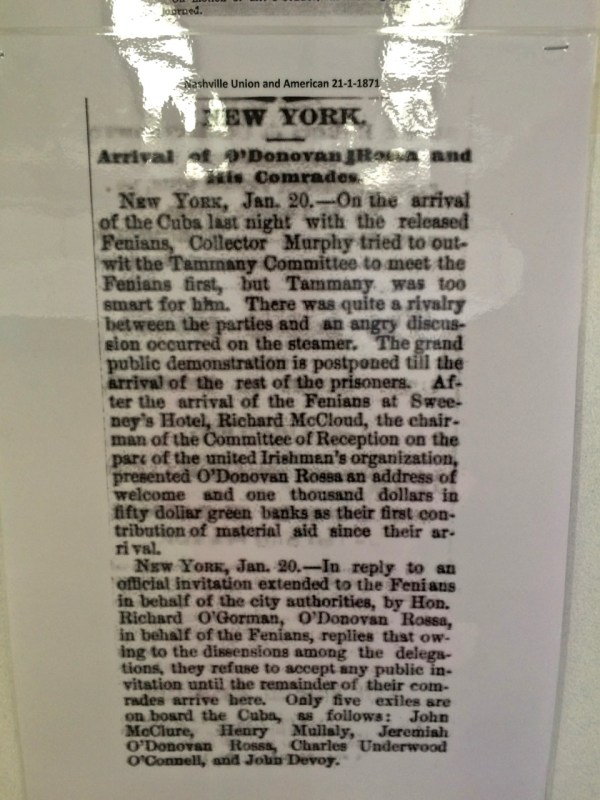 journed.
Nashville Union and American 21-1-1871
NEW YORK.
Arrival of O'Donovan Rossa and
His Comrades.
NEW YORK, Jan. 20.—On the arrival
of the Cuba last night with the released
Fenians, Collector Murphy tried to out-
wit the Tammany Committee to meet the
Fenians first, but Tammany was too
smart for him. There was quite a rivalry
between the parties and an angry discus-
sion occurred on the steamer. The grand
public demonstration is postponed till the
arrival of the rest of the prisoners. Af-
ter the arrival of the Fenians at Swee-
ney's Hotel, Richard McCloud, the chair-
man of the Committee of Reception on the
part of the united Irishman's organization,
presented O'Donovan Rossa an address of
welcome and one thousand dollars in
fifty dollar green banks as their first con-
tribution of material aid since their ar-
rival.
NEW YORK, Jan. 20.—In reply to an
official invitation extended to the Fenians
in behalf of the city authorities, by Hon.
Richard O'Gorman, O'Donovan Rossa,
in behalf of the Fenians, replies that ow-
ing to the dissensions among the delega-
tions, they refuse to accept any public in-
vitation until the remainder of their com-
rades arrive here. Only five exiles are
on board the Cuba, as follows: John
McClure, Henry Mullaly, Jeremiah
O'Donovan Rossa, Charles Underwood
O'Connell, and John Devoy.